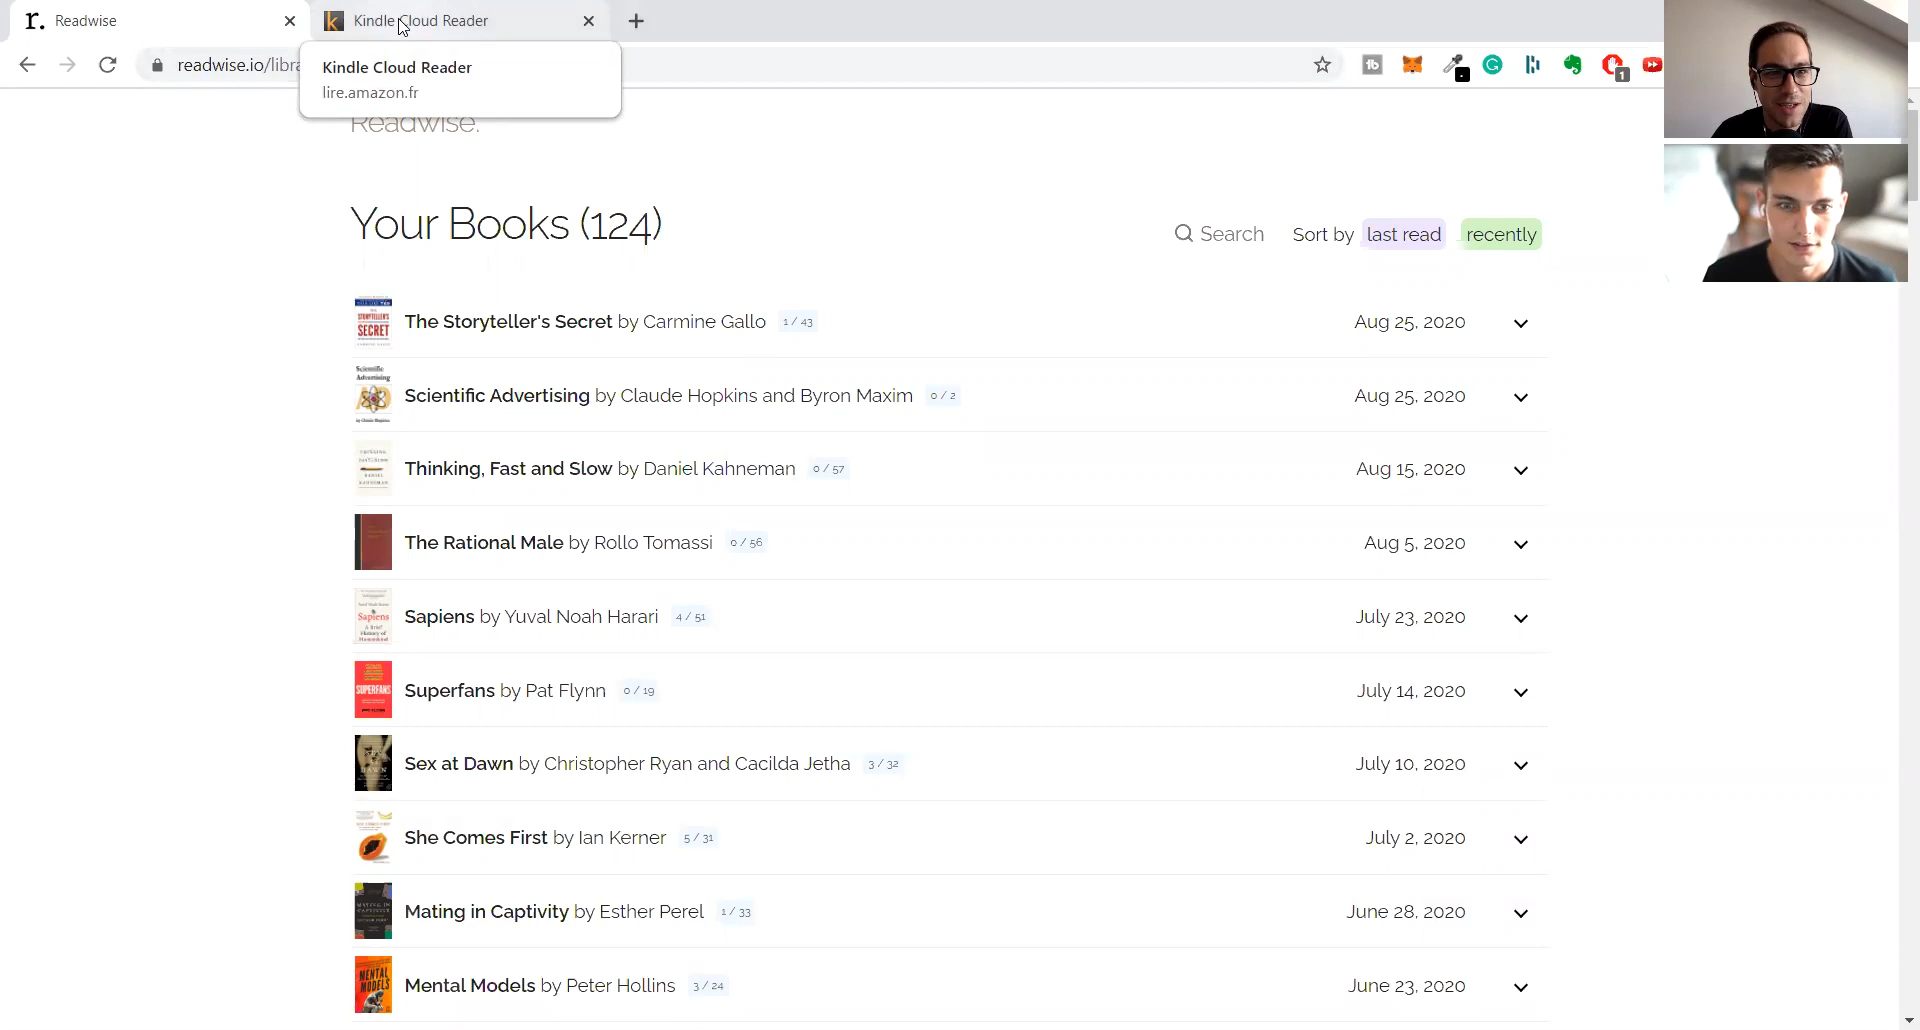 r. Readwise
Kindle Cloud Reader
readwise.io/libra
Kindle Cloud Reader
lire.amazon.fr
1
Readwise.
Your Books (124)
Search Sort by last read recently
The Storyteller's Secret by Carmine Gallo 1 / 43 Aug 25, 2020
Scientific Advertising by Claude Hopkins and Byron Maxim 0 / 2 Aug 25, 2020
Thinking, Fast and Slow by Daniel Kahneman 0 / 57 Aug 15, 2020
The Rational Male by Rollo Tomassi 0 / 56 Aug 5, 2020
Sapiens by Yuval Noah Harari 4 / 51 July 23, 2020
Superfans by Pat Flynn 0 / 19 July 14, 2020
Sex at Dawn by Christopher Ryan and Cacilda Jetha 3 / 32 July 10, 2020
She Comes First by Ian Kerner 5 / 31 July 2, 2020
Mating in Captivity by Esther Perel 1 / 33 June 28, 2020
Mental Models by Peter Hollins 3 / 24 June 23, 2020